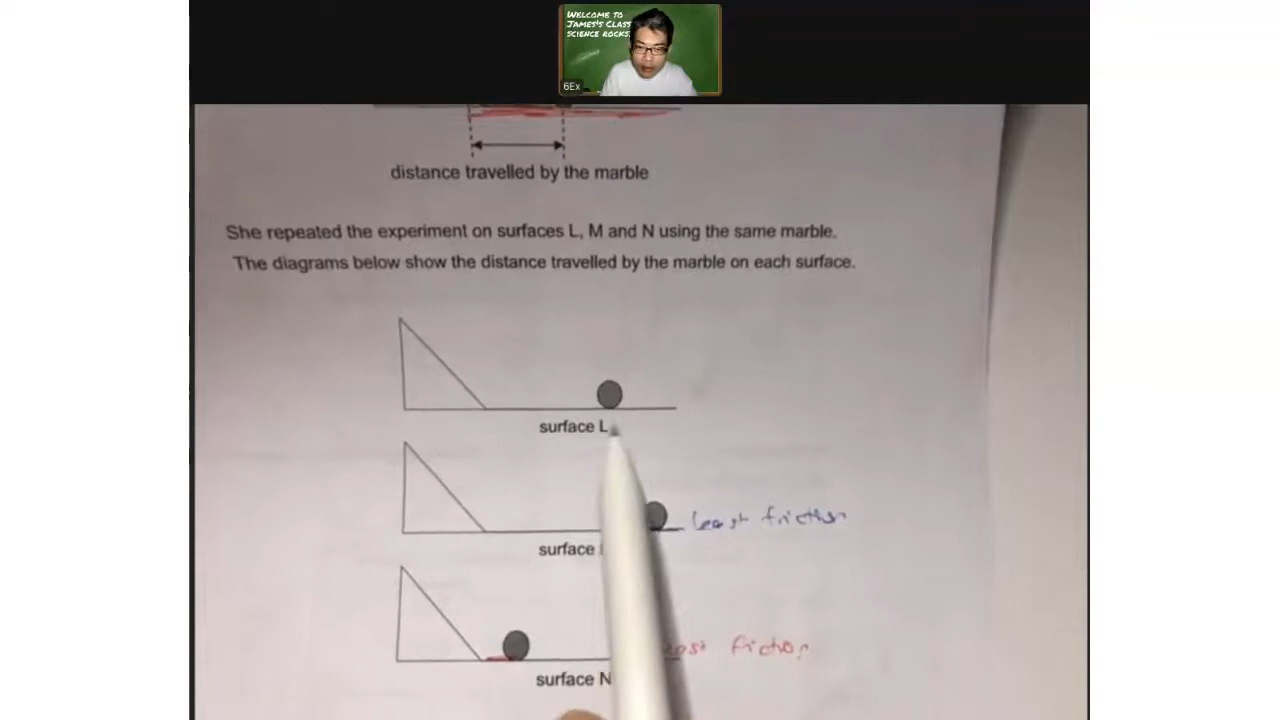 WELCOME TO
JAMES'S CLASS
SCIENCE ROCKS
6Ex
distance travelled by the marble
She repeated the experiment on surfaces L, M and N using the same marble.
The diagrams below show the distance travelled by the marble on each surface.
surface L
least friction
surface
friction
surface N